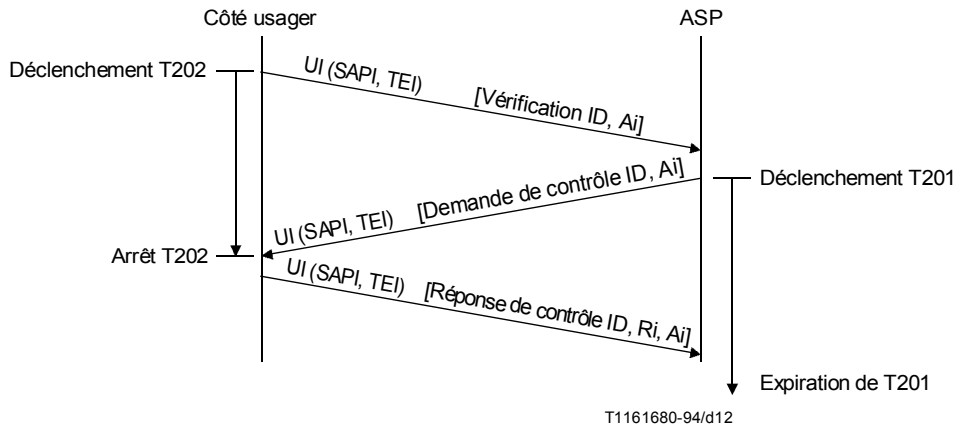 Côté usager
ASP
Déclenchement T202
UI (SAPI, TEI) [Vérification ID, Ai]
Déclenchement T201
UI (SAPI, TEI) [Demande de contrôle ID, Ai]
Arrêt T202
UI (SAPI, TEI) [Réponse de contrôle ID, Ri, Ai]
Expiration de T201
T1161680-94/d12